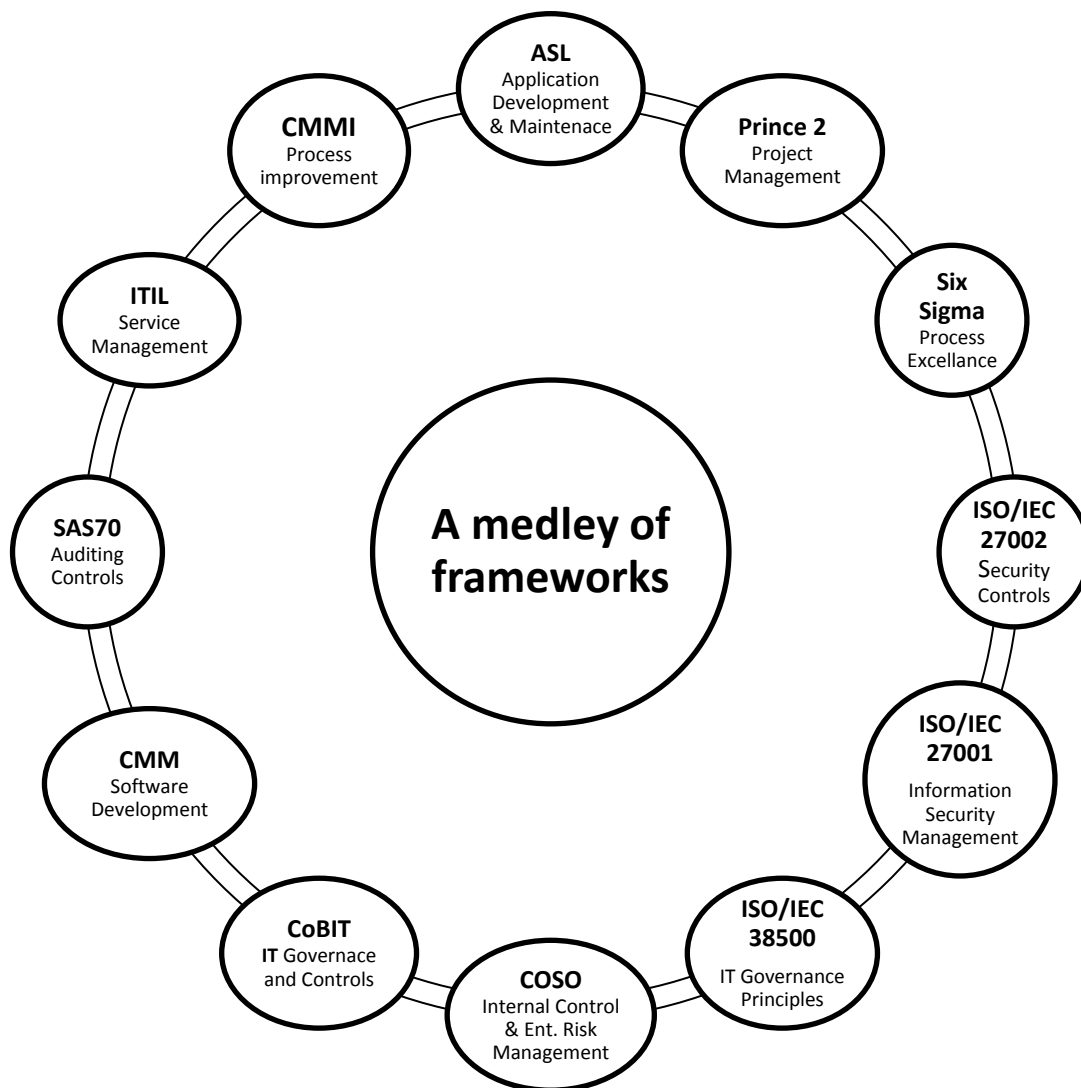 ASL
Application
Development
& Maintenace
Prince 2
Project
Management
Six
Sigma
Process
Excellance
ISO/IEC
27002
Security
Controls
ISO/IEC
27001
Information
Security
Management
ISO/IEC
38500
IT Governance
Principles
COSO
Internal Control
& Ent. Risk
Management
CoBIT
IT Governace
and Controls
CMM
Software
Development
SAS70
Auditing
Controls
ITIL
Service
Management
CMMI
Process
improvement
A medley of
frameworks